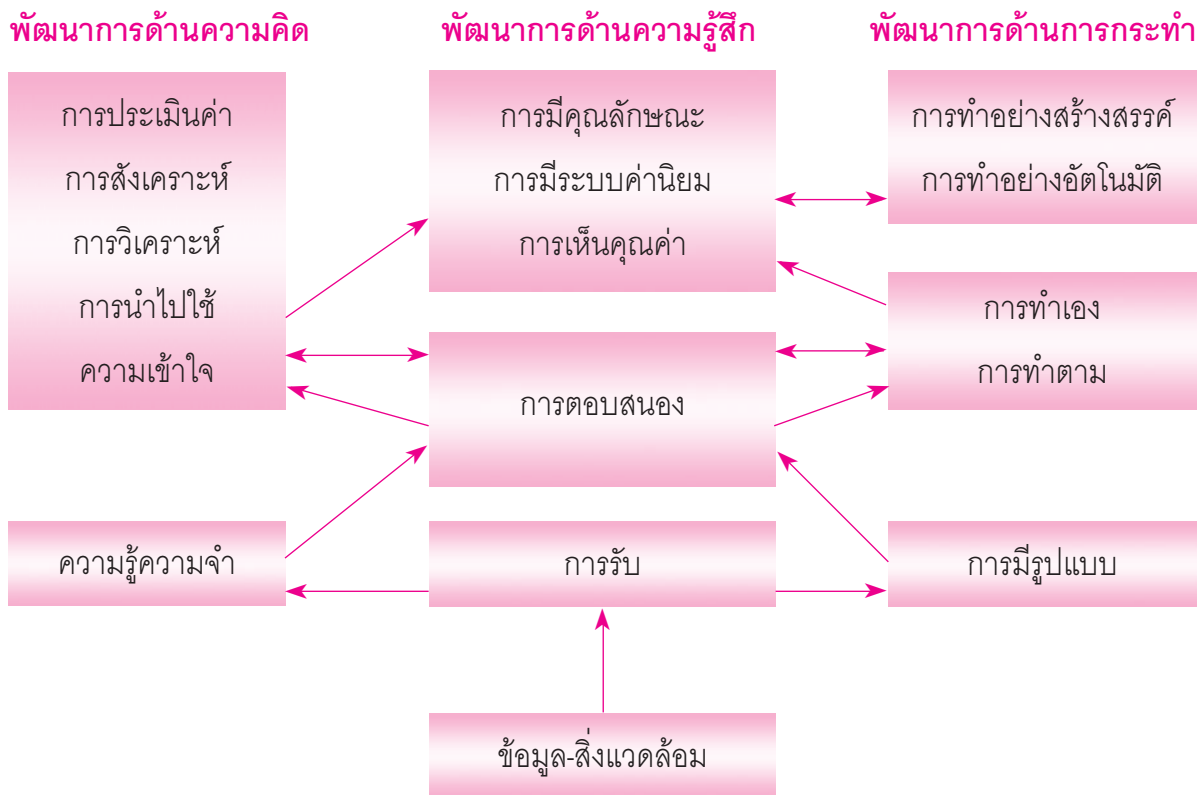 พัฒนาการด้านความคิด
การประเมินค่า
การสังเคราะห์
การวิเคราะห์
การนำไปใช้
ความเข้าใจ
ความรู้ความจำ
พัฒนาการด้านความรู้สึก
การมีคุณลักษณะ
การมีระบบค่านิยม
การเห็นคุณค่า
การตอบสนอง
การรับ
ข้อมูล-สิ่งแวดล้อม
พัฒนาการด้านการกระทำ
การทำอย่างสร้างสรรค์
การทำอย่างอัตโนมัติ
การทำเอง
การทำตาม
การมีรูปแบบ